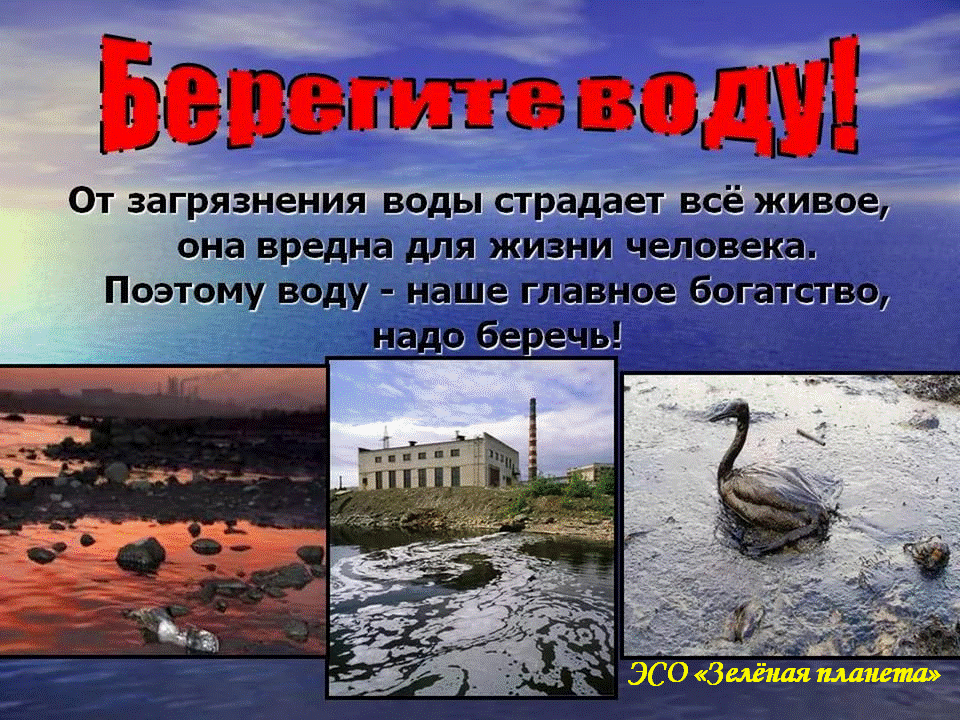 Берегите воду!
От загрязнения воды страдает всё живое,
она вредна для жизни человека.
Поэтому воду - наше главное богатство,
надо беречь!
ЭСО «Зелёная планета»